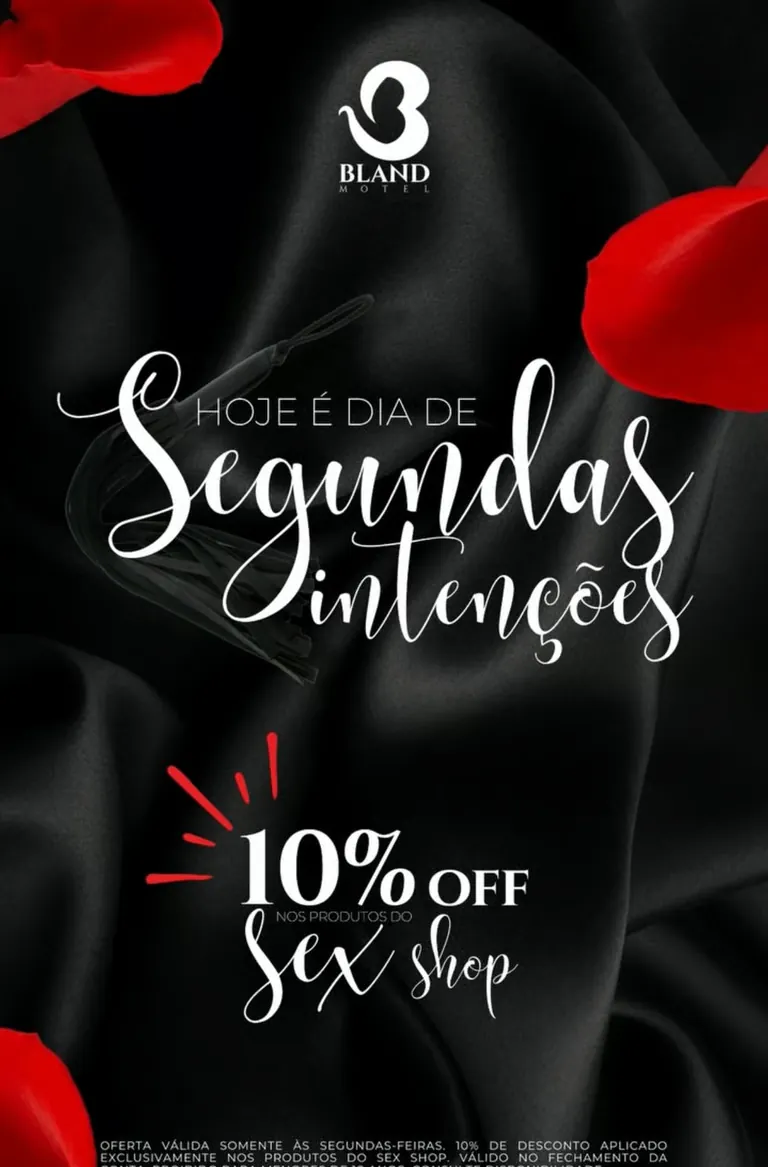 BLAND
MOTEL
HOJE É DIA DE
Segundas
intenções
10% OFF
NOS PRODUTOS DO
sex shop
OFERTA VÁLIDA SOMENTE ÀS SEGUNDAS-FEIRAS. 10% DE DESCONTO APLICADO
EXCLUSIVAMENTE NOS PRODUTOS DO SEX SHOP. VÁLIDO NO FECHAMENTO DA